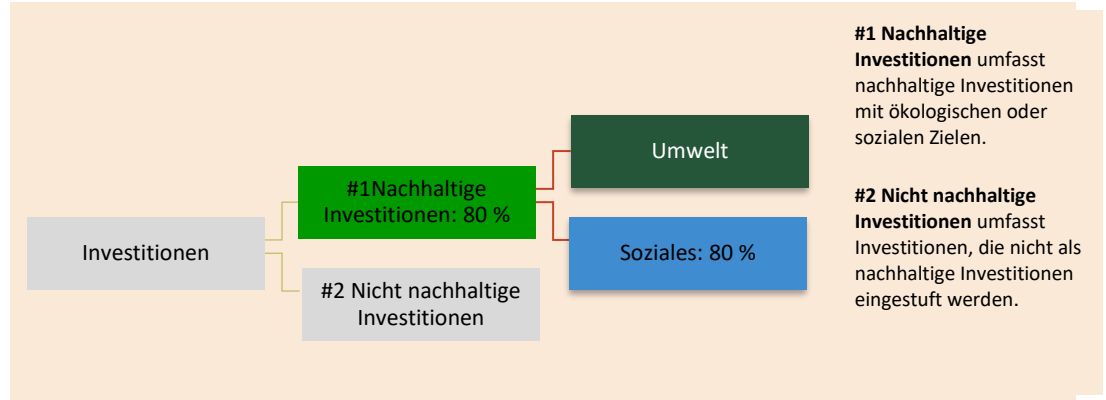 Investitionen
#1Nachhaltige
Investitionen: 80 %
#2 Nicht nachhaltige
Investitionen
Umwelt
Soziales: 80 %
#1 Nachhaltige
Investitionen umfasst
nachhaltige Investitionen
mit ökologischen oder
sozialen Zielen.
#2 Nicht nachhaltige
Investitionen umfasst
Investitionen, die nicht als
nachhaltige Investitionen
eingestuft werden.